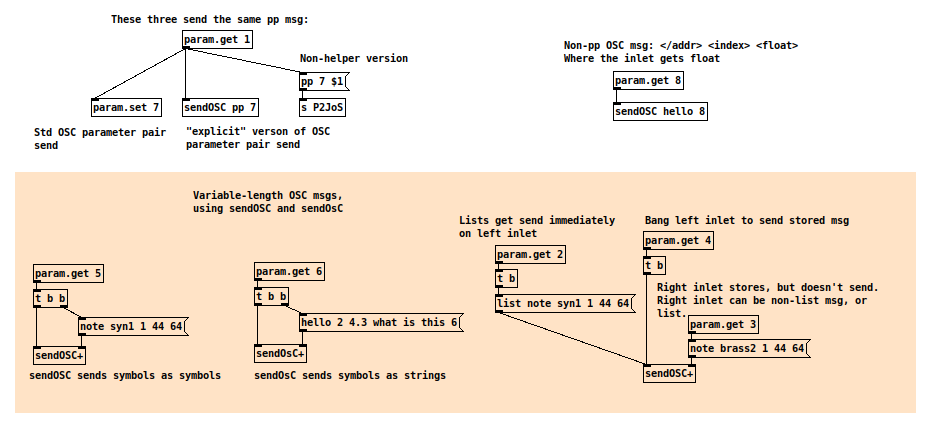 These three send the same pp msg:
param.get 1
Non-helper version
pp 7 $1
param.set 7
sendOSC pp 7
s P2JoS
Std OSC parameter pair
send
"explicit" verson of OSC
parameter pair send
Non-pp OSC msg: </addr> <index> <float>
Where the inlet gets float
param.get 8
sendOSC hello 8
Variable-length OSC msgs,
using sendOSC and sendOsC
param.get 5
t b b
note syn1 1 44 64
sendOSC+
sendOSC sends symbols as symbols
param.get 6
t b b
hello 2 4.3 what is this 6
sendOsC+
sendOsC sends symbols as strings
Lists get send immediately
on left inlet
param.get 2
t b
list note syn1 1 44 64
Bang left inlet to send stored msg
param.get 4
t b
Right inlet stores, but doesn't send.
Right inlet can be non-list msg, or
list.
param.get 3
note brass2 1 44 64
sendOSC+